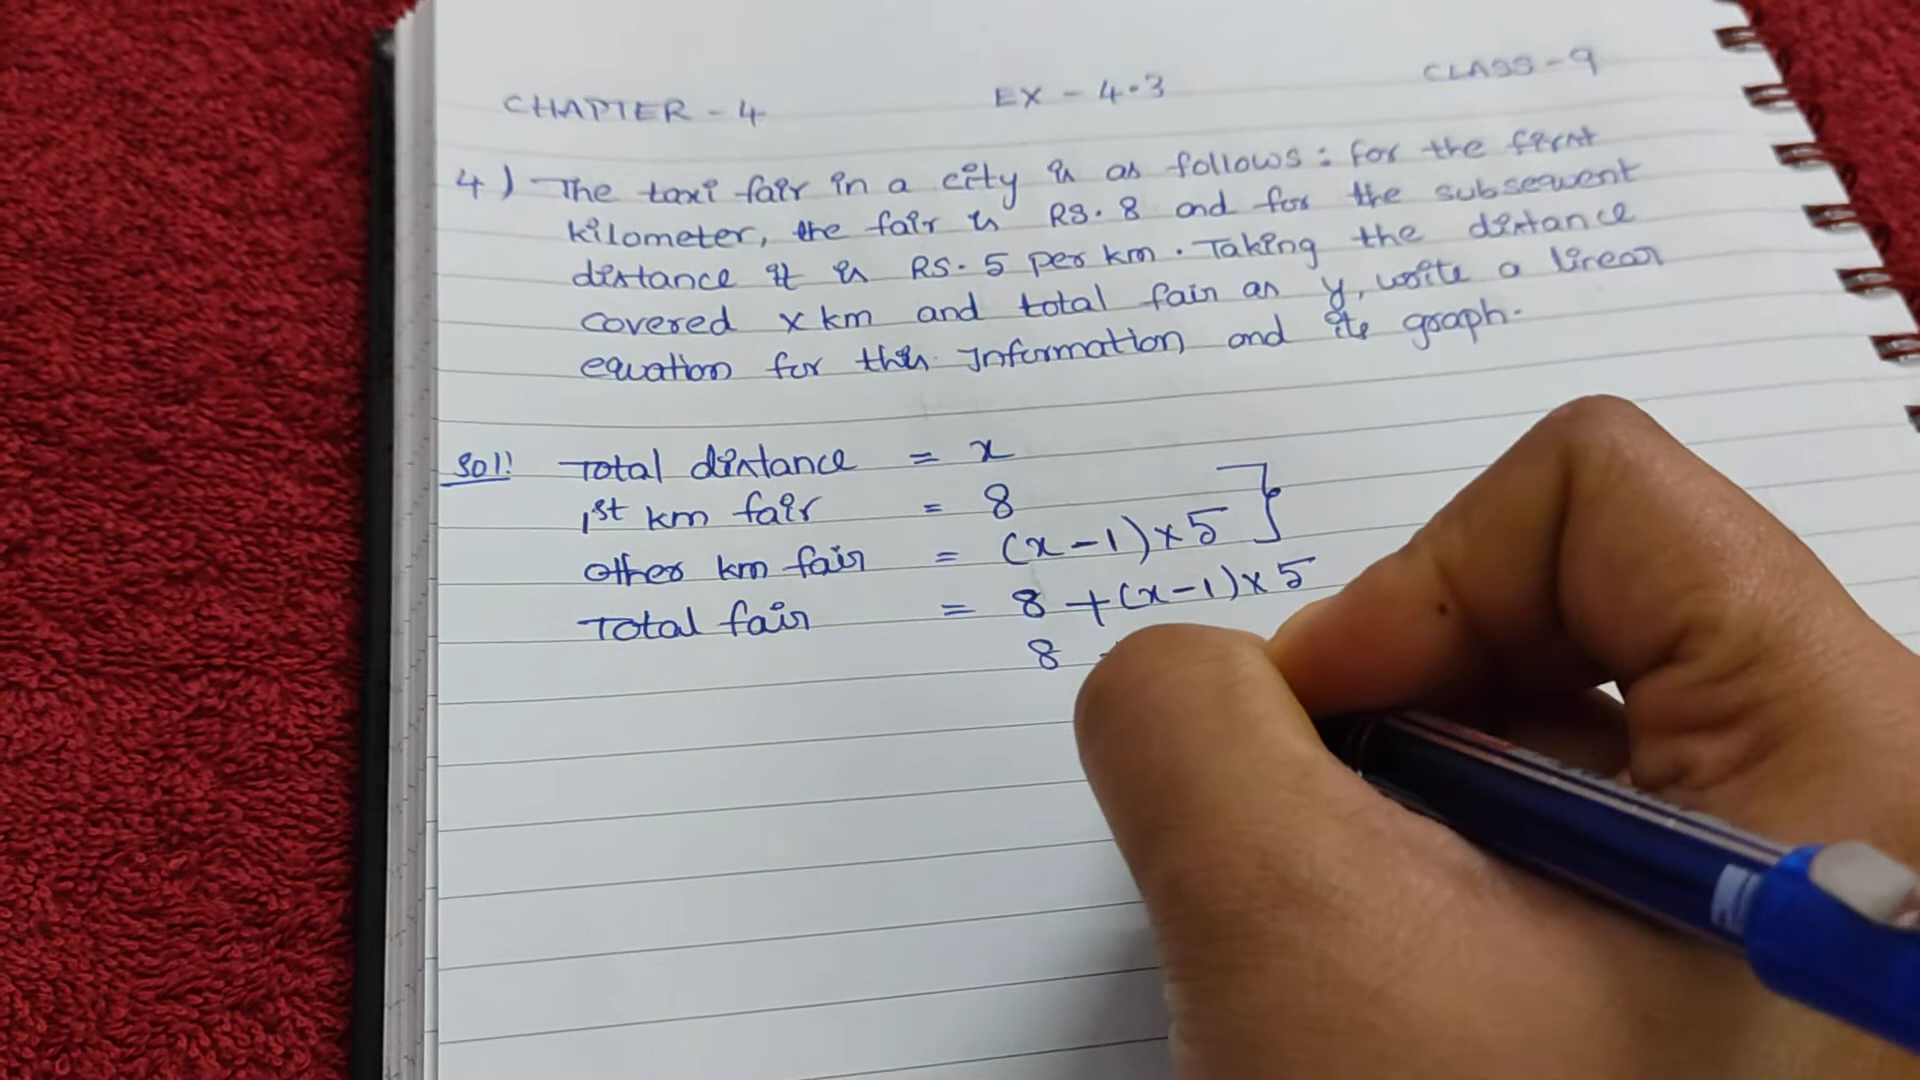 CHAPTER - 4 EX - 4.3 CLASS - 9
4) The taxi fair in a city is as follows: for the first
kilometer, the fair is RS. 8 and for the subsequent
distance it is RS. 5 per km. Taking the distance
covered x km and total fair as y, write a linear
equation for this Information and its graph.
Sol! Total distance = x
1st km fair = 8
Other km fair = (x-1)×5
Total fair = 8 + (x-1)×5
8